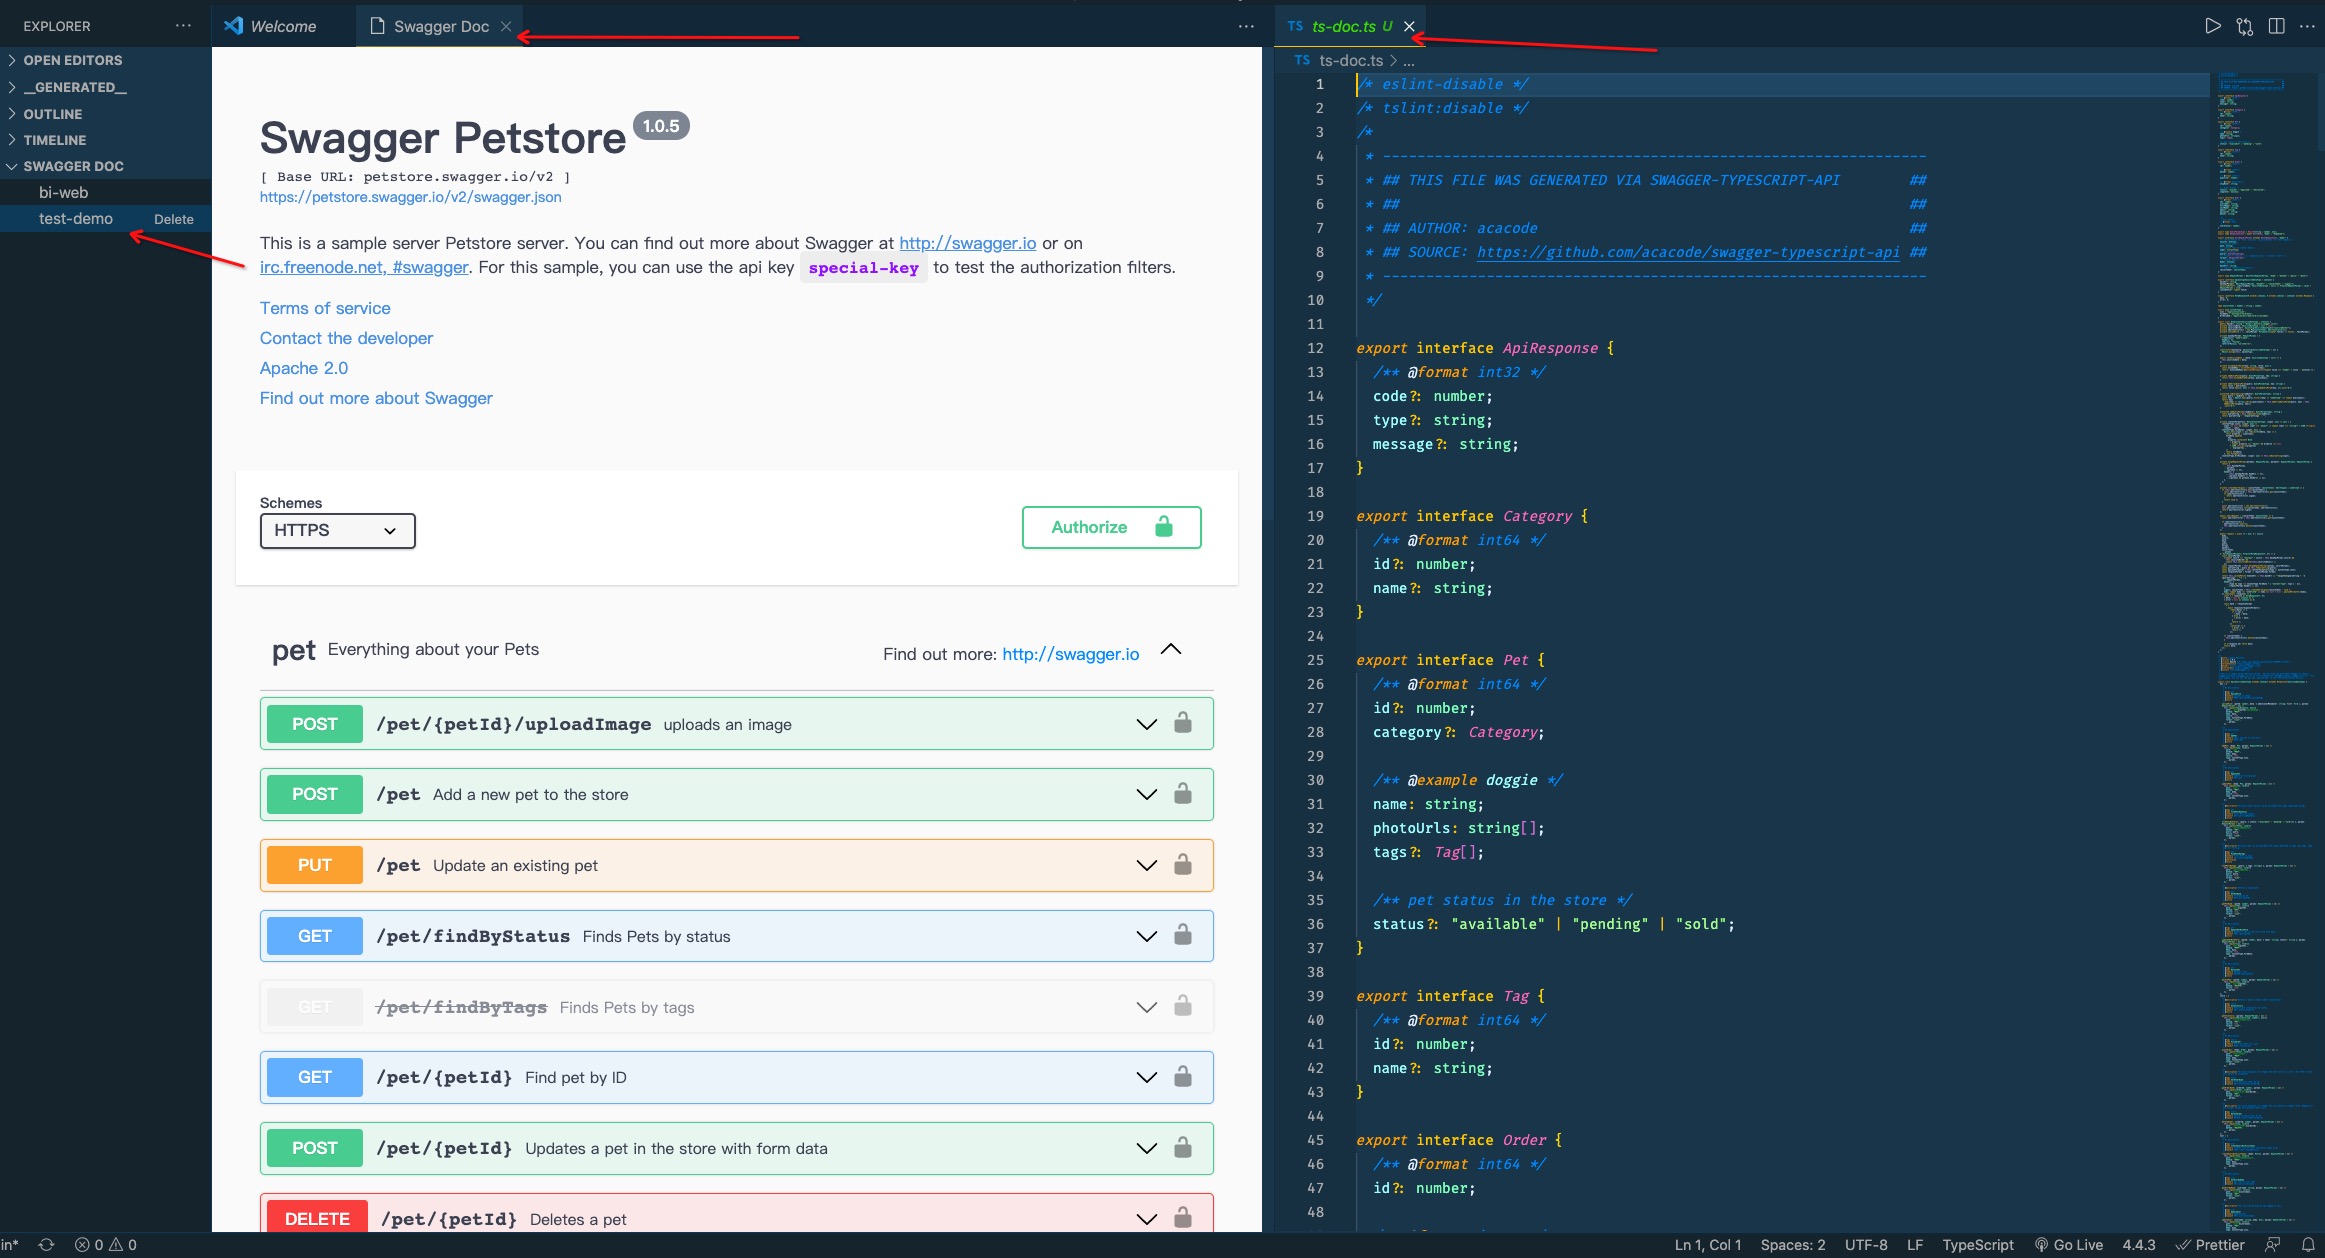 EXPLORER
OPEN EDITORS
__GENERATED__
OUTLINE
TIMELINE
SWAGGER DOC
bi-web
test-demo Delete
Welcome
Swagger Doc
Swagger Petstore 1.0.5
[ Base URL: petstore.swagger.io/v2 ]
https://petstore.swagger.io/v2/swagger.json
This is a sample server Petstore server. You can find out more about Swagger at http://swagger.io or on
irc.freenode.net, #swagger. For this sample, you can use the api key special-key to test the authorization filters.
Terms of service
Contact the developer
Apache 2.0
Find out more about Swagger
Schemes
HTTPS
Authorize
pet Everything about your Pets
Find out more: http://swagger.io
POST /pet/{petId}/uploadImage uploads an image
POST /pet Add a new pet to the store
PUT /pet Update an existing pet
GET /pet/findByStatus Finds Pets by status
GET /pet/findByTags Finds Pets by tags
GET /pet/{petId} Find pet by ID
POST /pet/{petId} Updates a pet in the store with form data
DELETE /pet/{petId} Deletes a pet
TS ts-doc.ts U
TS ts-doc.ts > ...
1 /* eslint-disable */
2 /* tslint:disable */
3 /*
4 * ---------------------------------------------------------------
5 * ## THIS FILE WAS GENERATED VIA SWAGGER-TYPESCRIPT-API ##
6 * ## ##
7 * ## AUTHOR: acacode ##
8 * ## SOURCE: https://github.com/acacode/swagger-typescript-api ##
9 * ---------------------------------------------------------------
10 */
11
12 export interface ApiResponse {
13 /** @format int32 */
14 code?: number;
15 type?: string;
16 message?: string;
17 }
18
19 export interface Category {
20 /** @format int64 */
21 id?: number;
22 name?: string;
23 }
24
25 export interface Pet {
26 /** @format int64 */
27 id?: number;
28 category?: Category;
29
30 /** @example doggie */
31 name: string;
32 photoUrls: string[];
33 tags?: Tag[];
34
35 /** pet status in the store */
36 status?: "available" | "pending" | "sold";
37 }
38
39 export interface Tag {
40 /** @format int64 */
41 id?: number;
42 name?: string;
43 }
44
45 export interface Order {
46 /** @format int64 */
47 id?: number;
48
in* 0 0
Ln 1, Col 1 Spaces: 2 UTF-8 LF TypeScript Go Live 4.4.3 Prettier